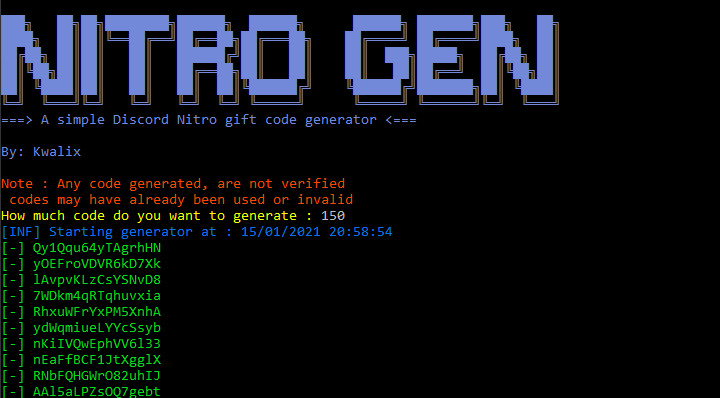 NITRO GEN
===> A simple Discord Nitro gift code generator <===
By: Kwalix
Note : Any code generated, are not verified
codes may have already been used or invalid
How much code do you want to generate : 150
[INF] Starting generator at : 15/01/2021 20:58:54
[-] Qy1Qqu64yTAgrhHN
[-] yOEFroVDVR6kD7Xk
[-] lAvpvKLzCsYSNvD8
[-] 7WDkm4qRTqhuvxia
[-] RhxuWFrYxPM5XnhA
[-] ydWqmiueLYYcSsyb
[-] nKiIVQwEphVV6l33
[-] nEaFfBCF1JtXgglX
[-] RNbFQHGWrO82uhIJ
[-] AAl5aLPZsOQ7gebt